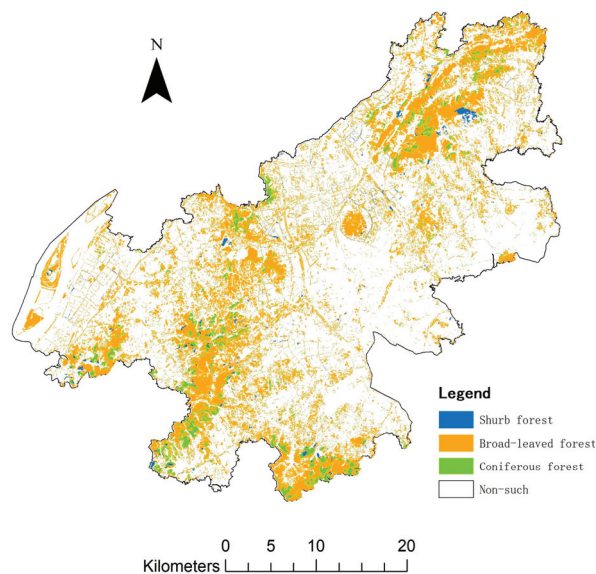 N
Legend
Shurb forest
Broad-leaved forest
Coniferous forest
Non-such
0 5 10 20
Kilometers